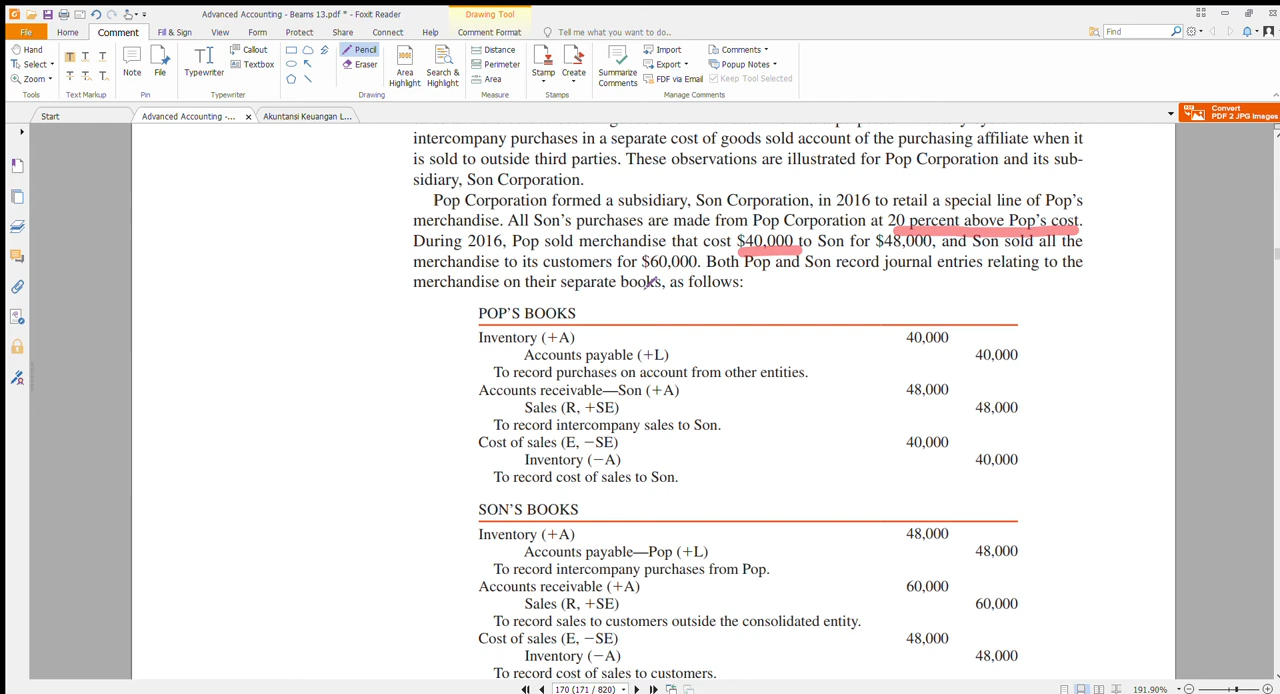 Advanced Accounting - Beams 13.pdf * - Foxit Reader
Drawing Tool
File Home Comment Fill & Sign View Form Protect Share Connect Help Comment Format Tell me what you want to do.. Find
Hand
Select
Zoom
Tools
Text Markup
Note
File
Pin
Typewriter
Callout
Textbox
Typewriter
Pencil
Eraser
Drawing
Area Highlight
Search & Highlight
Distance
Perimeter
Area
Measure
Stamp
Create
Stamps
Summarize Comments
Import
Export
FDF via Email
Comments
Popup Notes
Keep Tool Selected
Manage Comments
Start Advanced Accounting -... Akuntansi Keuangan L...
Convert
PDF 2 JPG Images
intercompany purchases in a separate cost of goods sold account of the purchasing affiliate when it
is sold to outside third parties. These observations are illustrated for Pop Corporation and its sub-
sidiary, Son Corporation.
Pop Corporation formed a subsidiary, Son Corporation, in 2016 to retail a special line of Pop's
merchandise. All Son's purchases are made from Pop Corporation at 20 percent above Pop's cost.
During 2016, Pop sold merchandise that cost $40,000 to Son for $48,000, and Son sold all the
merchandise to its customers for $60,000. Both Pop and Son record journal entries relating to the
merchandise on their separate books, as follows:
POP'S BOOKS
Inventory (+A) 40,000
Accounts payable (+L) 40,000
To record purchases on account from other entities.
Accounts receivable—Son (+A) 48,000
Sales (R, +SE) 48,000
To record intercompany sales to Son.
Cost of sales (E, −SE) 40,000
Inventory (−A) 40,000
To record cost of sales to Son.
SON'S BOOKS
Inventory (+A) 48,000
Accounts payable—Pop (+L) 48,000
To record intercompany purchases from Pop.
Accounts receivable (+A) 60,000
Sales (R, +SE) 60,000
To record sales to customers outside the consolidated entity.
Cost of sales (E, −SE) 48,000
Inventory (−A) 48,000
To record cost of sales to customers.
170 (171 / 820)
191.90%